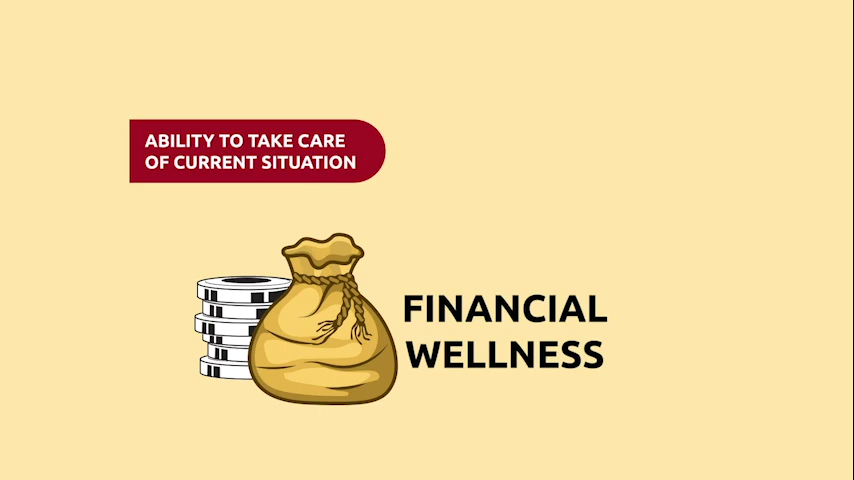 ABILITY TO TAKE CARE
OF CURRENT SITUATION
FINANCIAL
WELLNESS